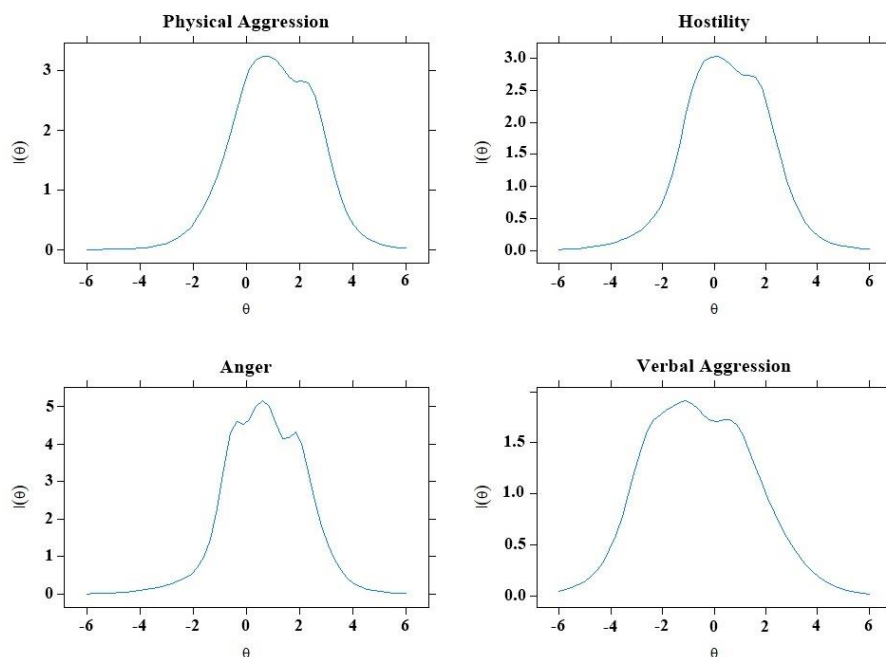 Physical Aggression
3
2
1
0
I(θ)
-6 -4 -2 0 2 4 6
θ
Hostility
3.0
2.5
2.0
1.5
1.0
0.5
0.0
I(θ)
-6 -4 -2 0 2 4 6
θ
Anger
5
4
3
2
1
0
I(θ)
-6 -4 -2 0 2 4 6
θ
Verbal Aggression
1.5
1.0
0.5
0.0
I(θ)
-6 -4 -2 0 2 4 6
θ